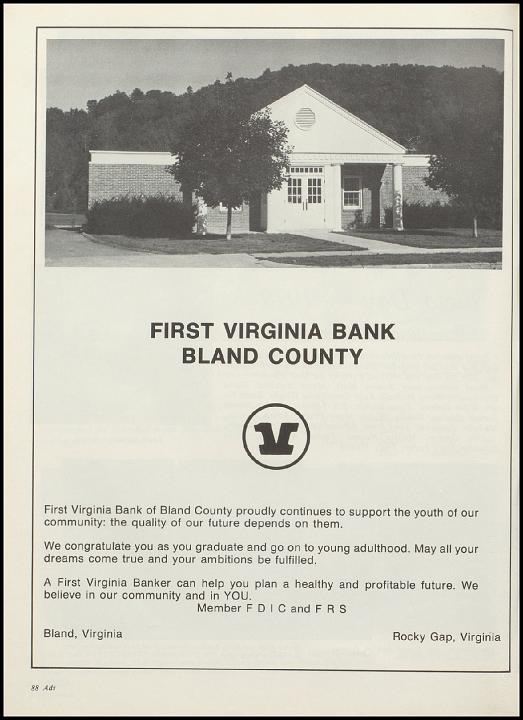 FIRST VIRGINIA BANK
BLAND COUNTY
First Virginia Bank of Bland County proudly continues to support the youth of our
community: the quality of our future depends on them.
We congratulate you as you graduate and go on to young adulthood. May all your
dreams come true and your ambitions be fulfilled.
A First Virginia Banker can help you plan a healthy and profitable future. We
believe in our community and in YOU.
Member F D I C and F R S
Bland, Virginia
Rocky Gap, Virginia
88 Ads